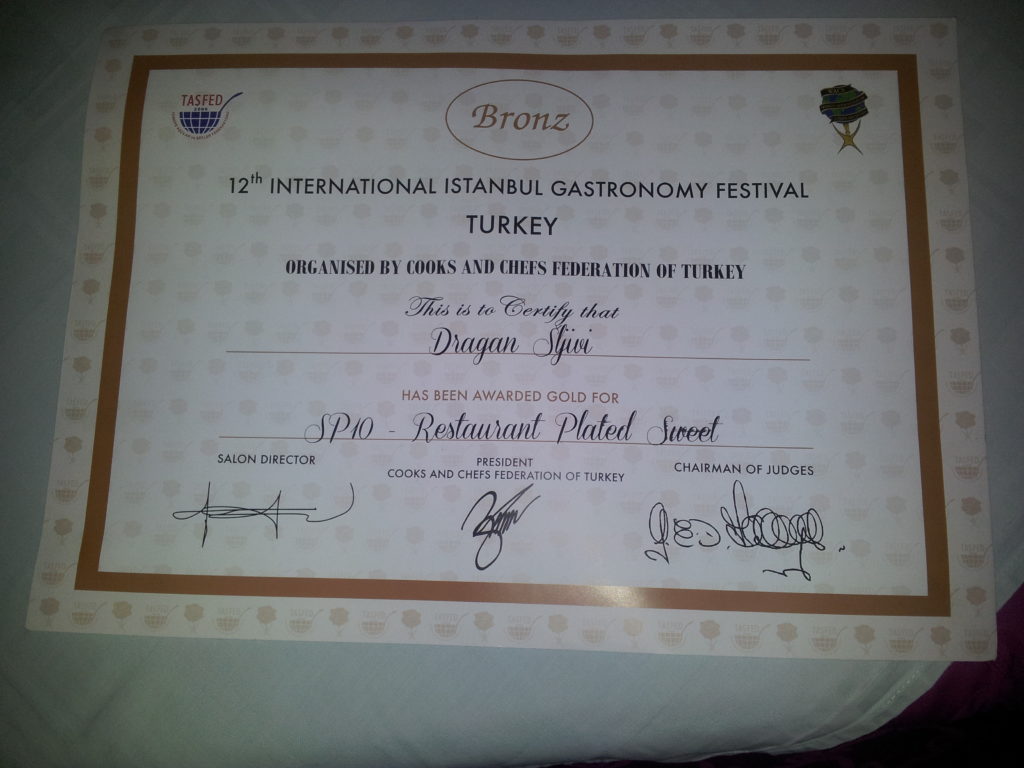 TASFED
Bronz
12th INTERNATIONAL ISTANBUL GASTRONOMY FESTIVAL
TURKEY
ORGANISED BY COOKS AND CHEFS FEDERATION OF TURKEY
This is to Certify that
Dragan Sljivi
HAS BEEN AWARDED GOLD FOR
SP10 - Restaurant Plated Sweet
SALON DIRECTOR
PRESIDENT
COOKS AND CHEFS FEDERATION OF TURKEY
CHAIRMAN OF JUDGES